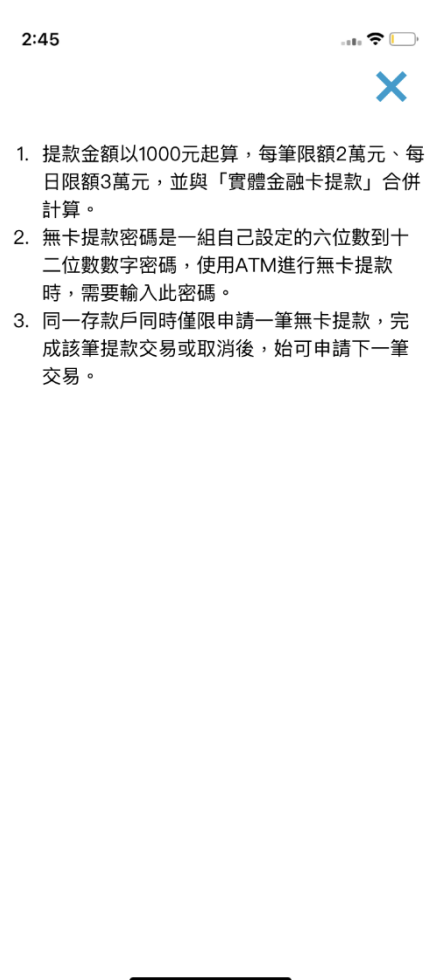 2:45
1. 提款金額以1000元起算，每筆限額2萬元、每
日限額3萬元，並與「實體金融卡提款」合併
計算。
2. 無卡提款密碼是一組自己設定的六位數到十
二位數數字密碼，使用ATM進行無卡提款
時，需要輸入此密碼。
3. 同一存款戶同時僅限申請一筆無卡提款，完
成該筆提款交易或取消後，始可申請下一筆
交易。